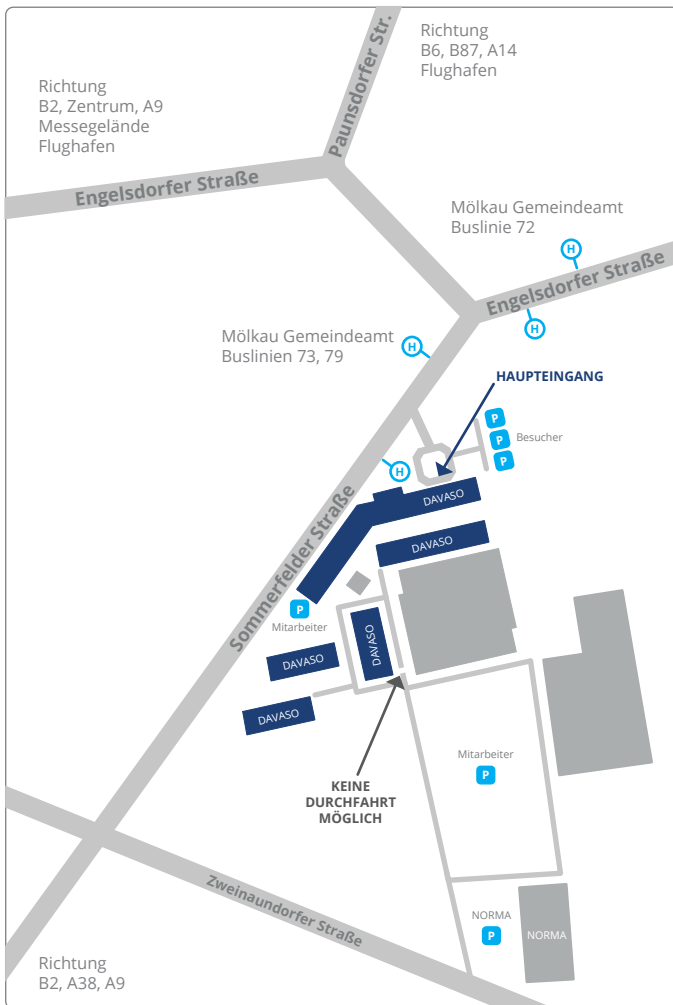 Paunsdorfer Str.
Richtung
B6, B87, A14
Flughafen
Richtung
B2, Zentrum, A9
Messegelände
Flughafen
Engelsdorfer Straße
Mölkau Gemeindeamt
Buslinie 72
H
Engelsdorfer Straße
H
Mölkau Gemeindeamt
Buslinien 73, 79
H
HAUPTEINGANG
P
P
P
Besucher
H
DAVASO
DAVASO
Sommerfelder Straße
P
Mitarbeiter
DAVASO
DAVASO
DAVASO
Mitarbeiter
P
KEINE
DURCHFAHRT
MÖGLICH
Zweinaundorfer Straße
NORMA
P
NORMA
Richtung
B2, A38, A9